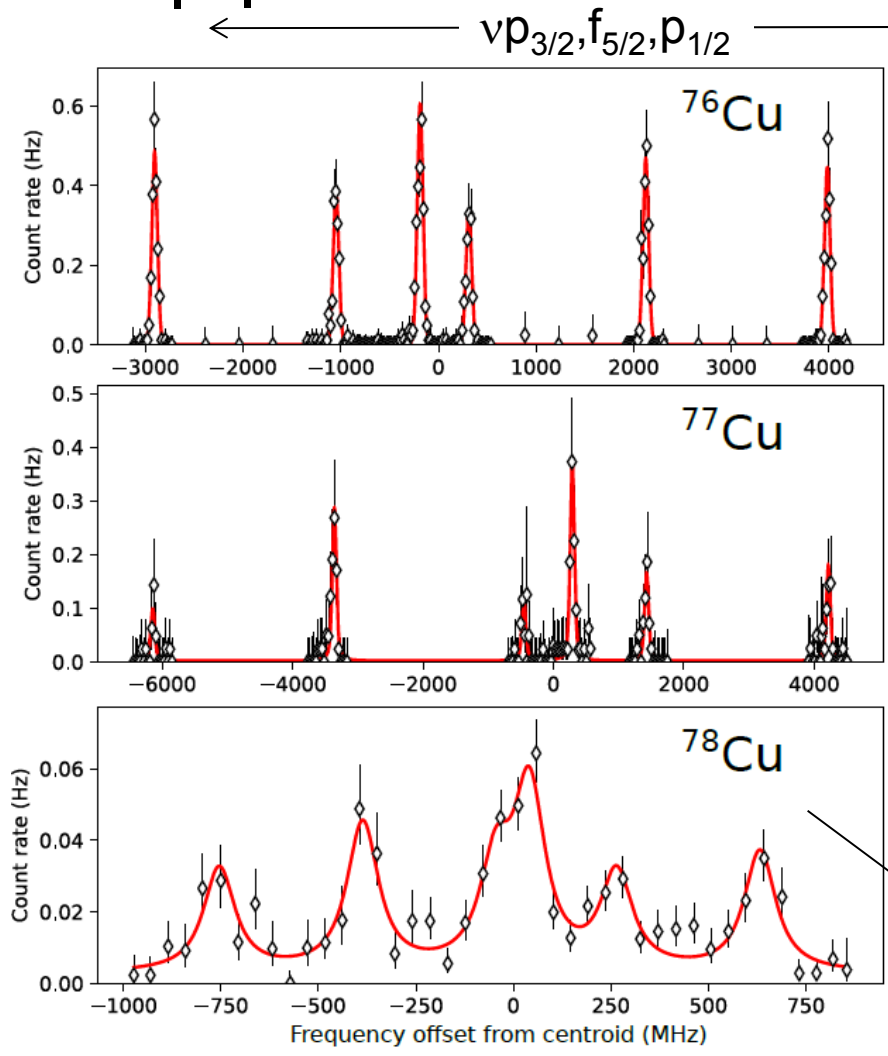 νp3/2,f5/2,p1/2
76Cu
Count rate (Hz)
0.6
0.4
0.2
0.0
−3000 −2000 −1000 0 1000 2000 3000 4000
77Cu
Count rate (Hz)
0.5
0.4
0.3
0.2
0.1
0.0
−6000 −4000 −2000 0 2000 4000
78Cu
Count rate (Hz)
0.06
0.04
0.02
0.00
−1000 −750 −500 −250 0 250 500 750
Frequency offset from centroid (MHz)